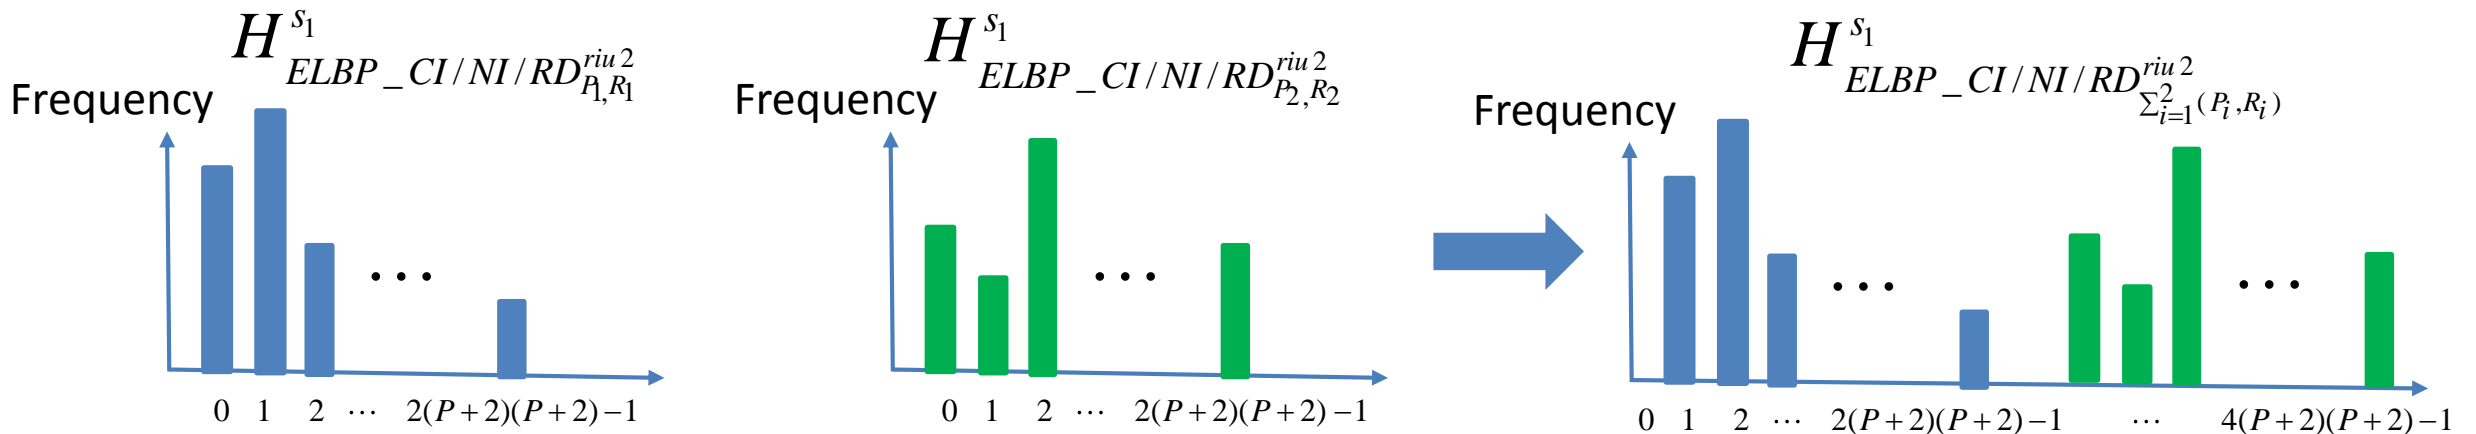 H^{s_1}_{ELBP_CI/NI/RD^{riu2}_{P_1,R_1}}
Frequency
0 1 2 ⋯ 2(P+2)(P+2)−1
H^{s_1}_{ELBP_CI/NI/RD^{riu2}_{P_2,R_2}}
Frequency
0 1 2 ⋯ 2(P+2)(P+2)−1
H^{s_1}_{ELBP_CI/NI/RD^{riu2}_{∑_{i=1}^{2}(P_i,R_i)}}
Frequency
0 1 2 ⋯ 2(P+2)(P+2)−1 ⋯ 4(P+2)(P+2)−1